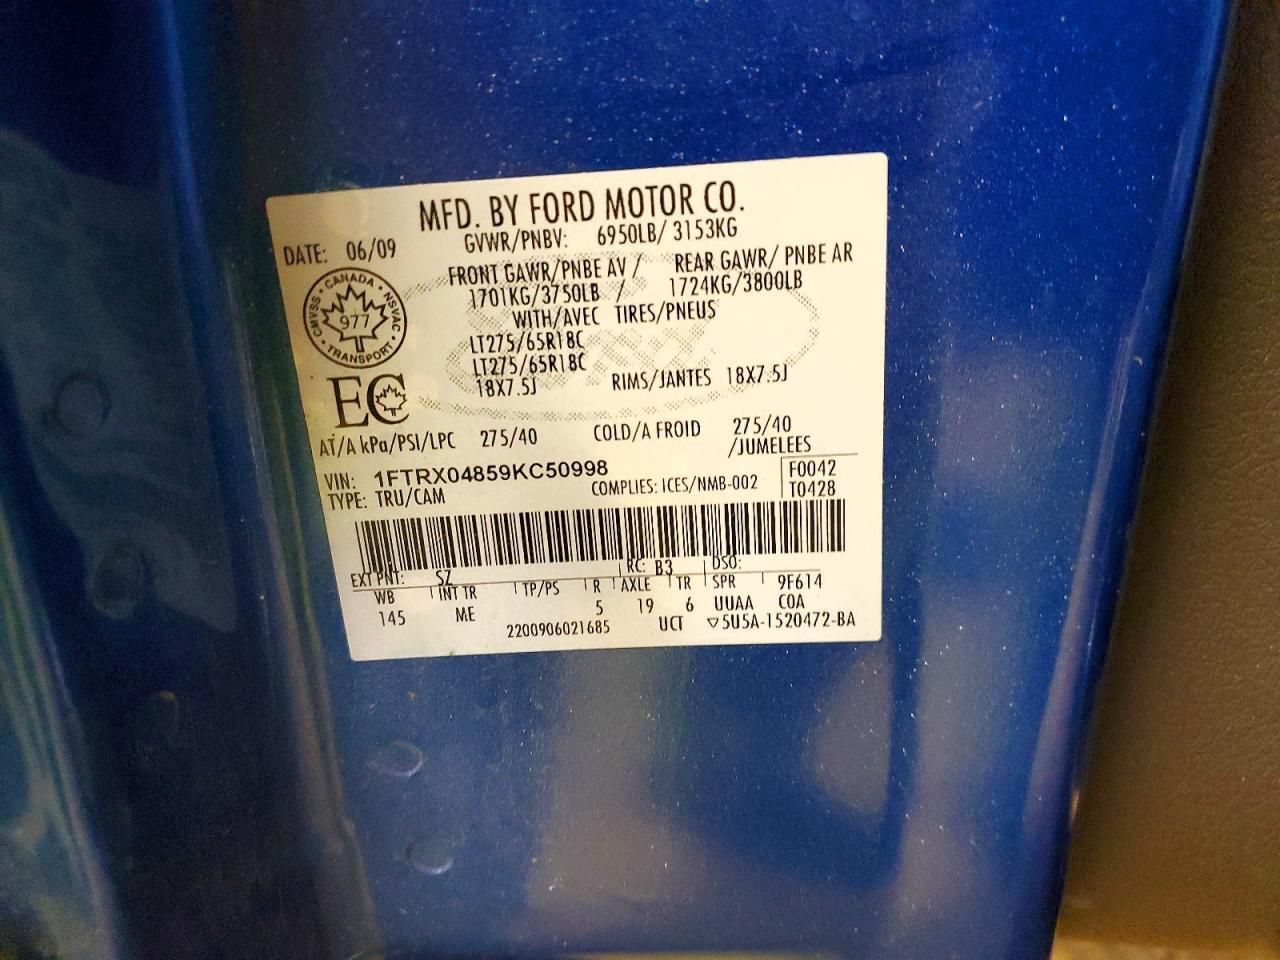 MFD. BY FORD MOTOR CO.
DATE: 06/09
GVWR/PNBV: 6950LB/ 3153KG
FRONT GAWR/PNBE AV / REAR GAWR/ PNBE AR
1701KG/3750LB / 1724KG/3800LB
WITH/AVEC TIRES/PNEUS
LT275/65R18C
LT275/65R18C
18X7.5J RIMS/JANTES 18X7.5J
CANADA
CMVSS NSVAC
977
TRANSPORT
EC
AT/A kPa/PSI/LPC 275/40 COLD/A FROID 275/40
/JUMELEES
VIN: 1FTRX04859KC50998
TYPE: TRU/CAM COMPLIES: ICES/NMB-002
F0042
T0428
EXT PNT: SZ RC: B3 DSO:
WB INT TR TP/PS R AXLE TR SPR 9F614
145 ME 5 19 6 UUAA COA
2200906021685 UCT ▽5U5A-1520472-BA